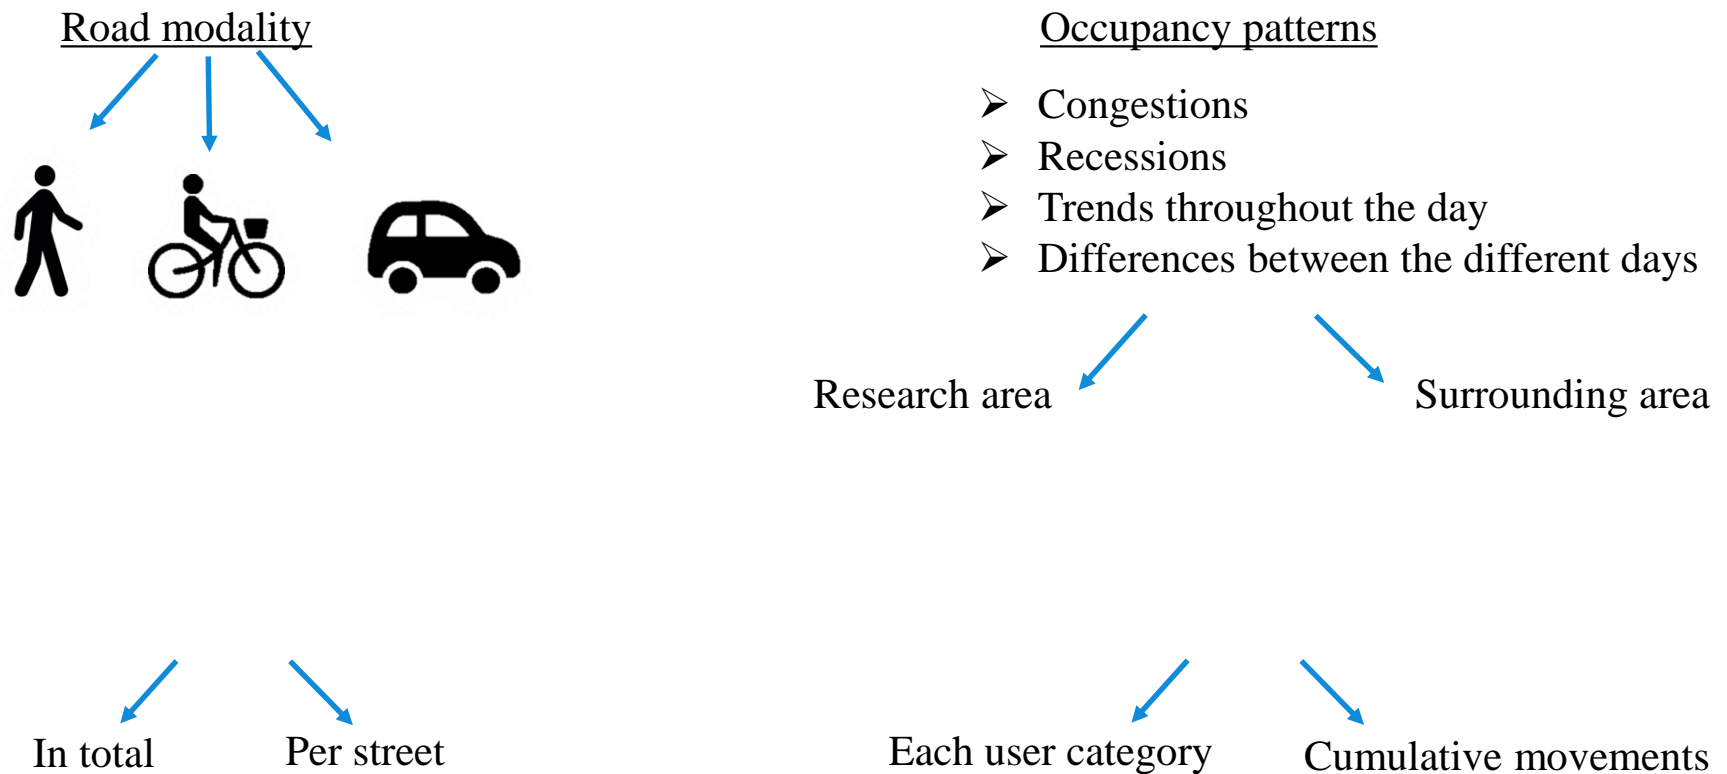 Road modality
Occupancy patterns
➢ Congestions
➢ Recessions
➢ Trends throughout the day
➢ Differences between the different days
Research area
Surrounding area
In total
Per street
Each user category
Cumulative movements